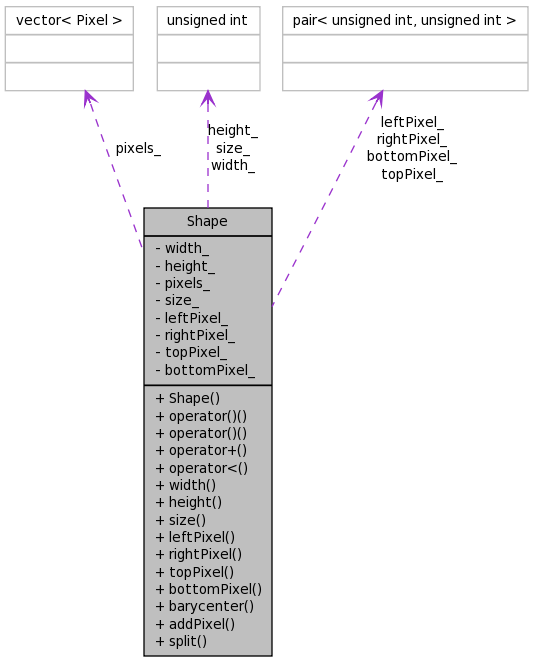 vector< Pixel >
unsigned int
pair< unsigned int, unsigned int >
pixels_
height_
size_
width_
leftPixel_
rightPixel_
bottomPixel_
topPixel_
Shape
- width_
- height_
- pixels_
- size_
- leftPixel_
- rightPixel_
- topPixel_
- bottomPixel_
+ Shape()
+ operator()()
+ operator()()
+ operator+()
+ operator<()
+ width()
+ height()
+ size()
+ leftPixel()
+ rightPixel()
+ topPixel()
+ bottomPixel()
+ barycenter()
+ addPixel()
+ split()